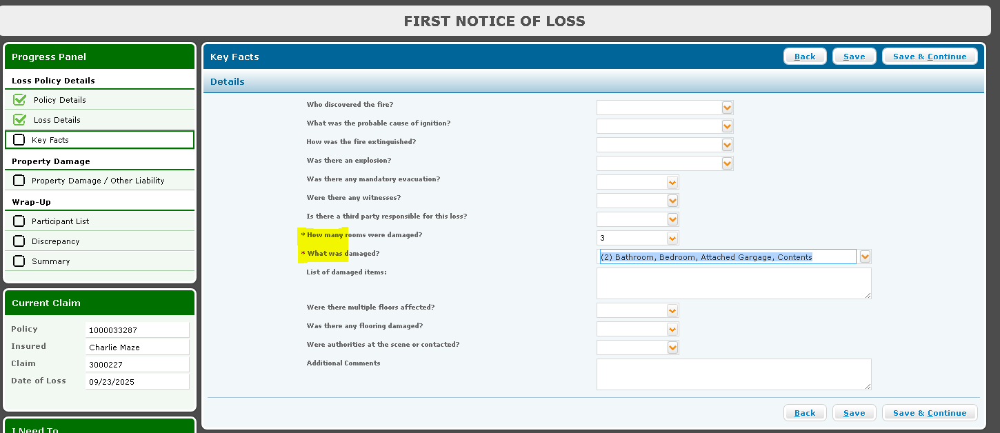 FIRST NOTICE OF LOSS
Progress Panel
Loss Policy Details
Policy Details
Loss Details
Key Facts
Property Damage
Property Damage / Other Liability
Wrap-Up
Participant List
Discrepancy
Summary
Current Claim
Policy 1000033287
Insured Charlie Maze
Claim 3000227
Date of Loss 09/23/2025
I Need To
Key Facts Back Save Save & Continue
Details
Who discovered the fire?
What was the probable cause of ignition?
How was the fire extinguished?
Was there an explosion?
Was there any mandatory evacuation?
Were there any witnesses?
Is there a third party responsible for this loss?
* How many rooms were damaged? 3
* What was damaged? (2) Bathroom, Bedroom, Attached Gargage, Contents
List of damaged items:
Were there multiple floors affected?
Was there any flooring damaged?
Were authorities at the scene or contacted?
Additional Comments
Back Save Save & Continue